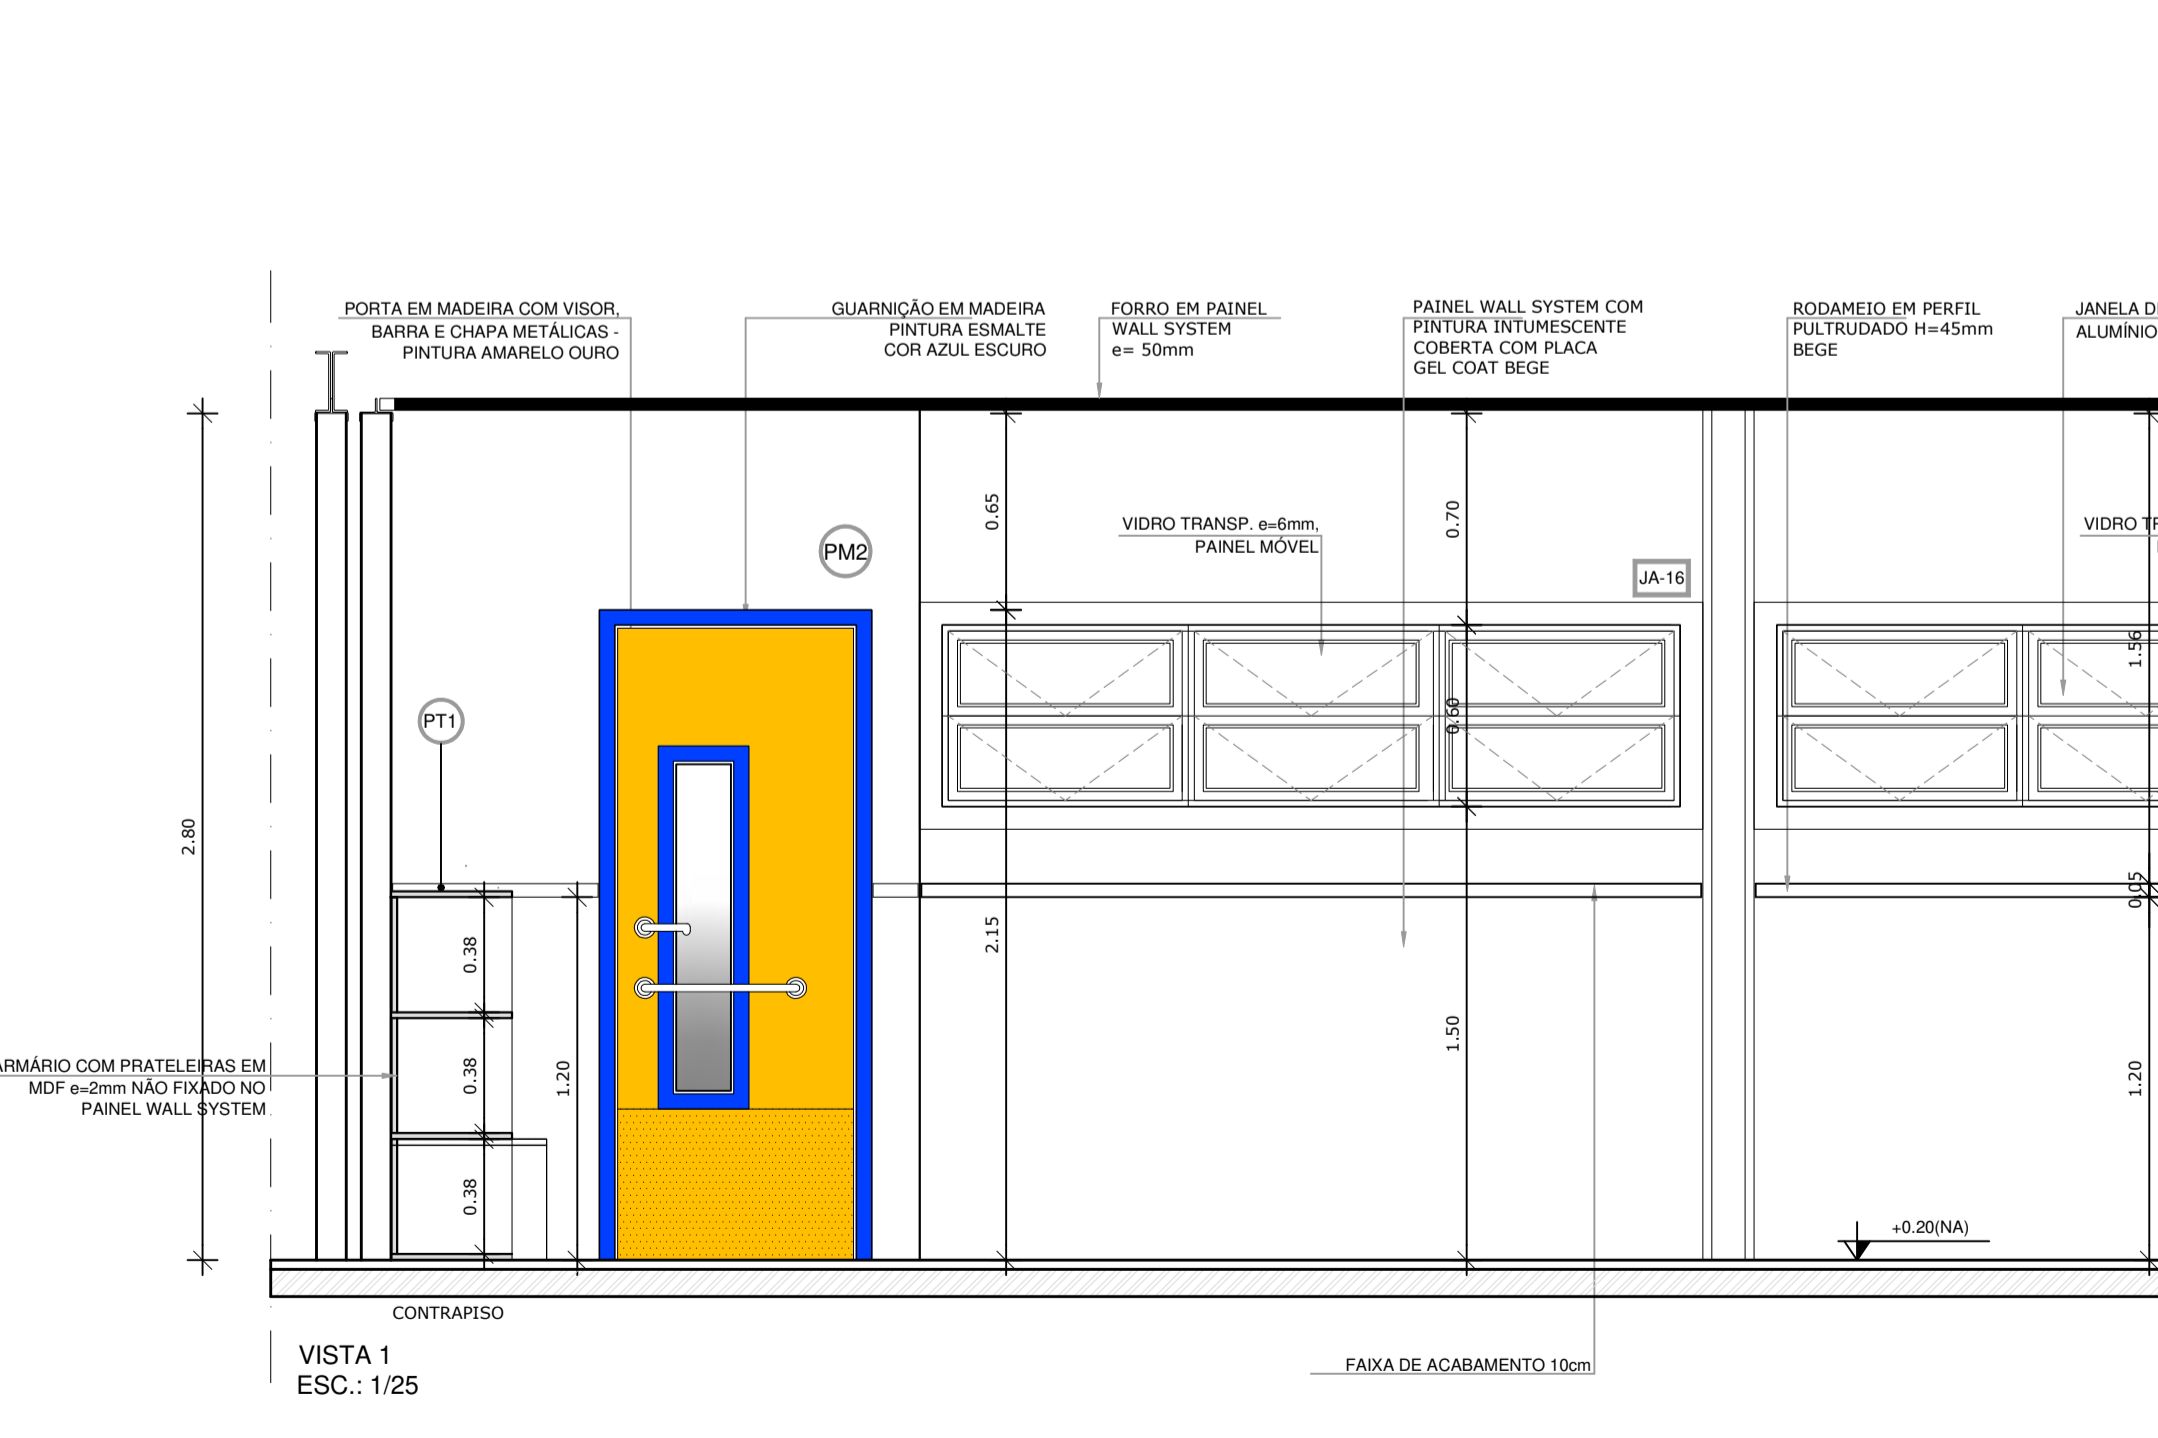 PORTA EM MADEIRA COM VISOR,
BARRA E CHAPA METÁLICAS -
PINTURA AMARELO OURO
GUARNIÇÃO EM MADEIRA
PINTURA ESMALTE
COR AZUL ESCURO
FORRO EM PAINEL
WALL SYSTEM
e= 50mm
PAINEL WALL SYSTEM COM
PINTURA INTUMESCENTE
COBERTA COM PLACA
GEL COAT BEGE
RODAMEIO EM PERFIL
PULTRUDADO H=45mm
BEGE
JANELA
ALUMÍNIO
0.65
0.70
VIDRO TRANSP. e=6mm,
PAINEL MÓVEL
VIDRO
PM2
JA-16
1.56
0.60
PT1
2.80
0.05
0.38
2.15
1.50
0.38
1.20
1.20
ARMÁRIO COM PRATELEIRAS EM
MDF e=2mm NÃO FIXADO NO
PAINEL WALL SYSTEM
0.38
+0.20(NA)
CONTRAPISO
VISTA 1
ESC.: 1/25
FAIXA DE ACABAMENTO 10cm